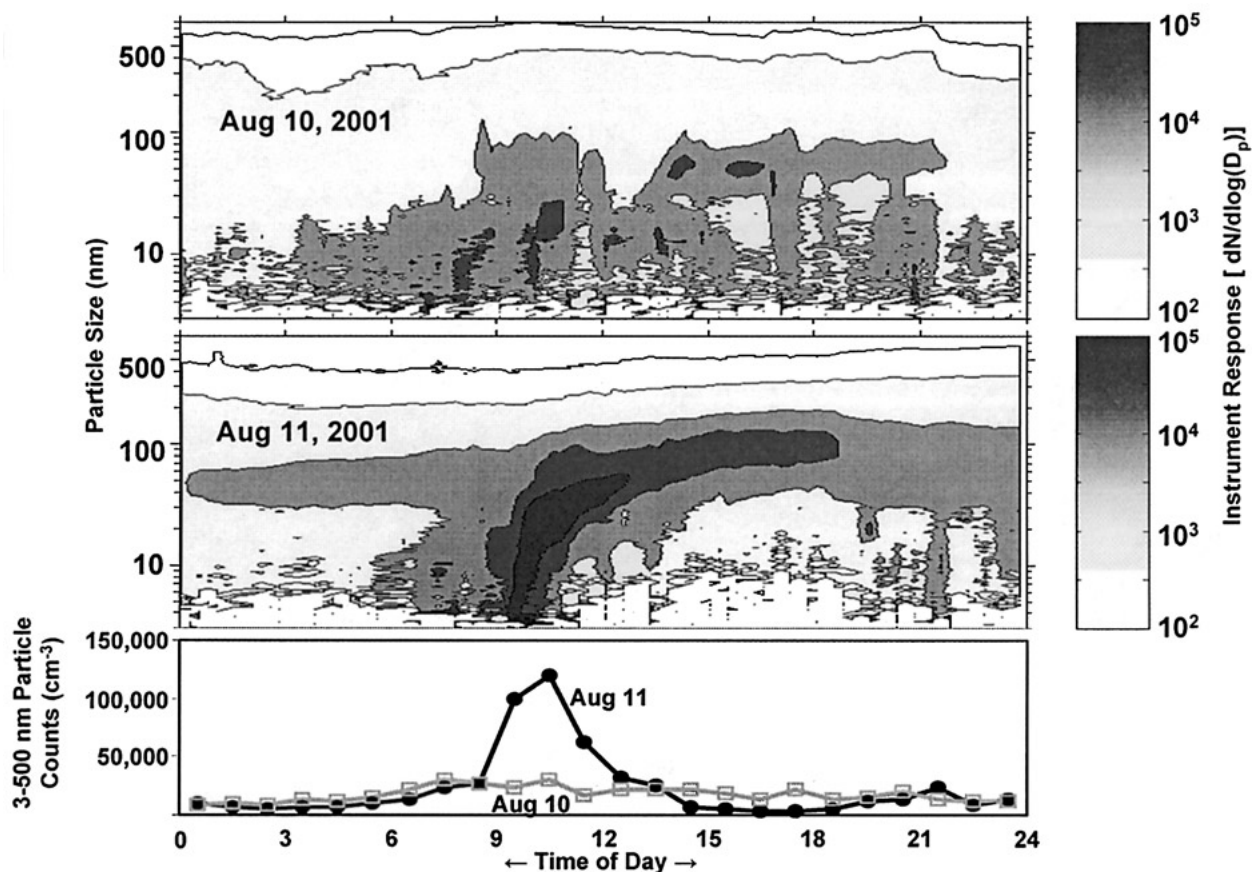 500
100
10
Aug 10, 2001
10⁵
10⁴
10³
10²
Particle Size (nm)
500
100
10
Aug 11, 2001
10⁵
10⁴
10³
10²
Instrument Response [ dN/dlog(Dₚ)]
3-500 nm Particle
Counts (cm⁻³)
150,000
100,000
50,000
Aug 11
Aug 10
0 3 6 9 12 15 18 21 24
← Time of Day →